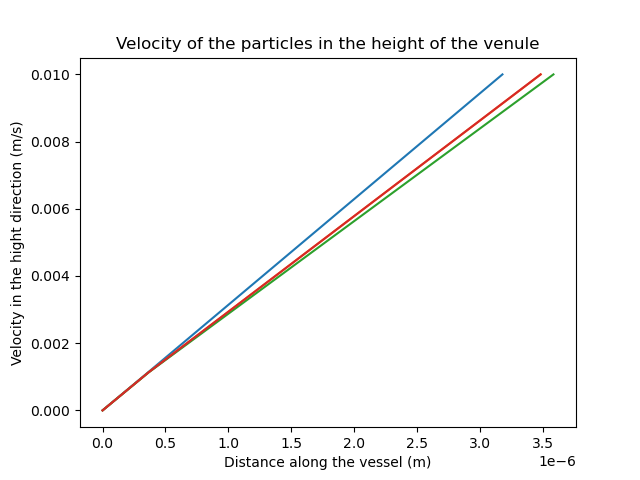 Velocity of the particles in the height of the venule
Velocity in the hight direction (m/s)
0.010
0.008
0.006
0.004
0.002
0.000
0.0 0.5 1.0 1.5 2.0 2.5 3.0 3.5
1e−6
Distance along the vessel (m)